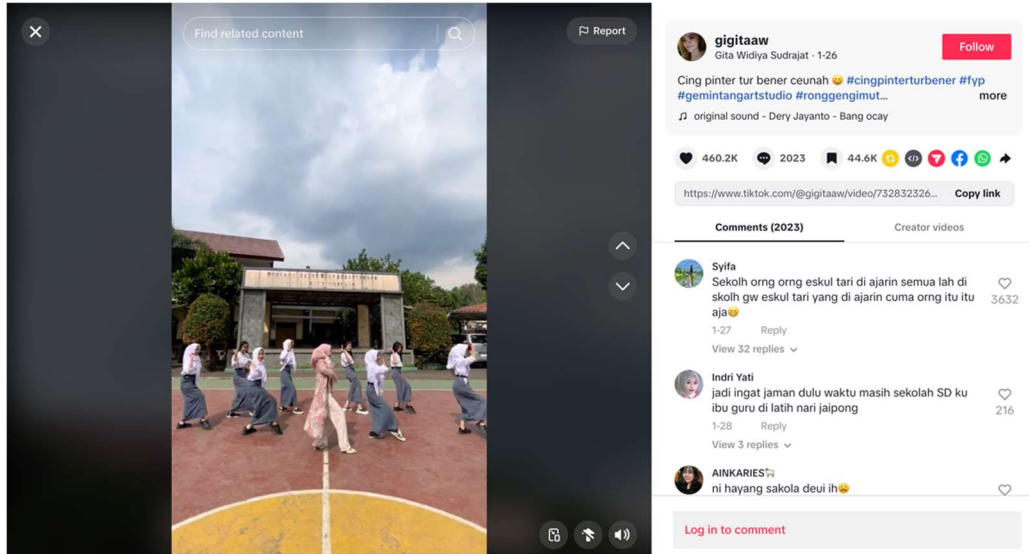 Find related content
Report
gigitaaw
Gita Widiya Sudrajat · 1-26
Follow
Cing pinter tur bener ceunah 😄 #cingpinterturbener #fyp
#gemintangartstudio #ronggengimut...
more
original sound - Dery Jayanto - Bang ocay
460.2K
2023
44.6K
https://www.tiktok.com/@gigitaaw/video/732832326...
Copy link
Comments (2023)
Creator videos
Syifa
Sekolh orng orng eskul tari di ajarin semua lah di
skolh gw eskul tari yang di ajarin cuma orng itu itu
aja😄
3632
1-27
Reply
View 32 replies
Indri Yati
jadi ingat jaman dulu waktu masih sekolah SD ku
ibu guru di latih nari jaipong
216
1-28
Reply
View 3 replies
AINKARIES🐎
ni hayang sakola deui ih😩
Log in to comment